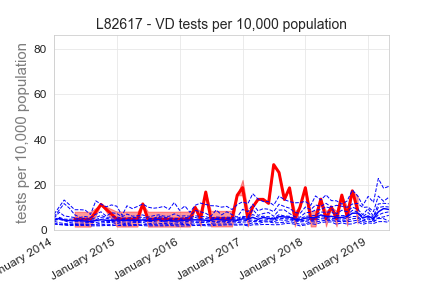 L82617 - VD tests per 10,000 population
tests per 10,000 population
80
60
40
20
0
nuary 2014
January 2015
January 2016
January 2017
January 2018
January 2019